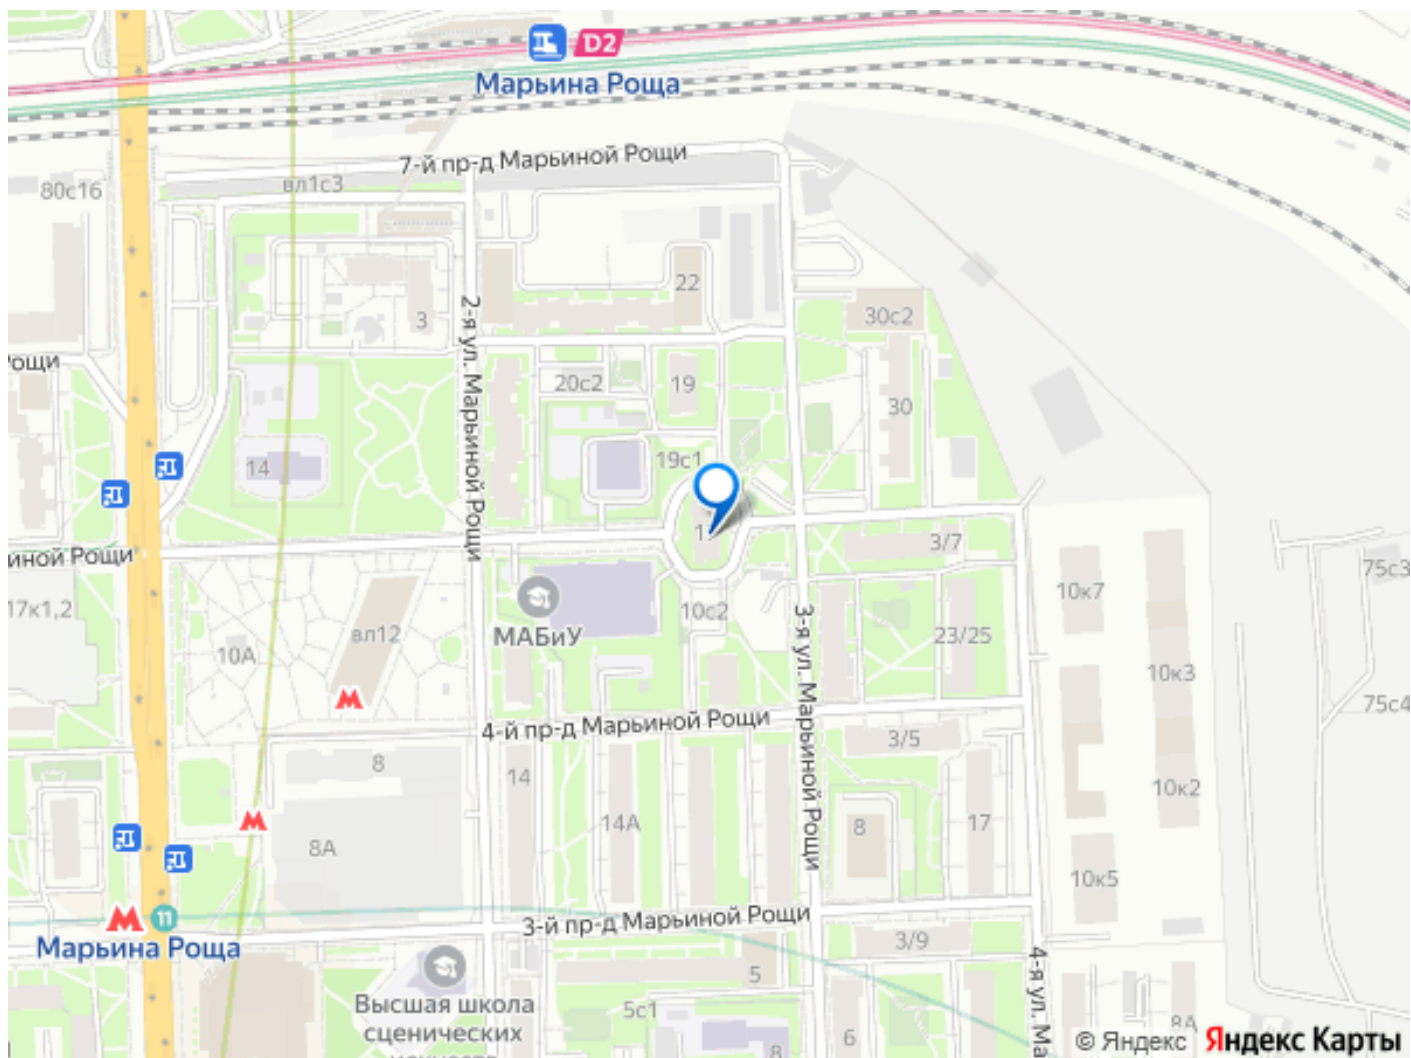 D2
Марьина Роща
7-й пр-д Марьиной Рощи
80с16
вл1с3
22
3
30с2
2-я ул. Марьиной Рощи
Рощи
20с2
19
30
14
19с1
3/7
75с3
10к7
17к1,2
МАБиУ
10с2
3-я ул. Марьиной Рощи
23/25
вл12
10А
10к3
75с4
4-й пр-д Марьиной Рощи
3/5
8
14
10к2
14А
8
17
8А
10к5
11
Марьина Роща
3-й пр-д Марьиной Рощи
3/9
4-я ул. Ма
5
Высшая школа
сценических
5с1
6
8
8А
© Яндекс
Яндекс Карты